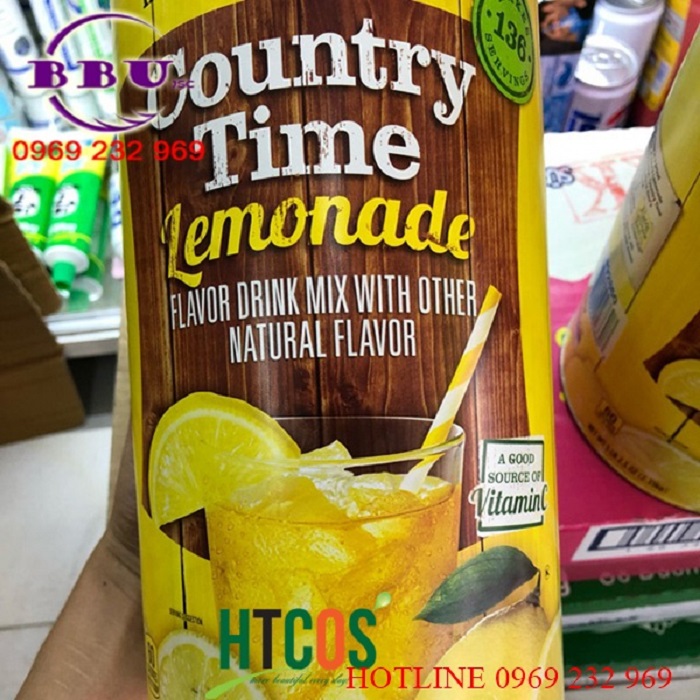 136
SERVINGS
BBU
JSC
0969 232 969
Country
Time
Lemonade
FLAVOR DRINK MIX WITH OTHER
NATURAL FLAVOR
A GOOD
SOURCE OF
Vitamin C
HTCOS
HOTLINE 0969 232 969